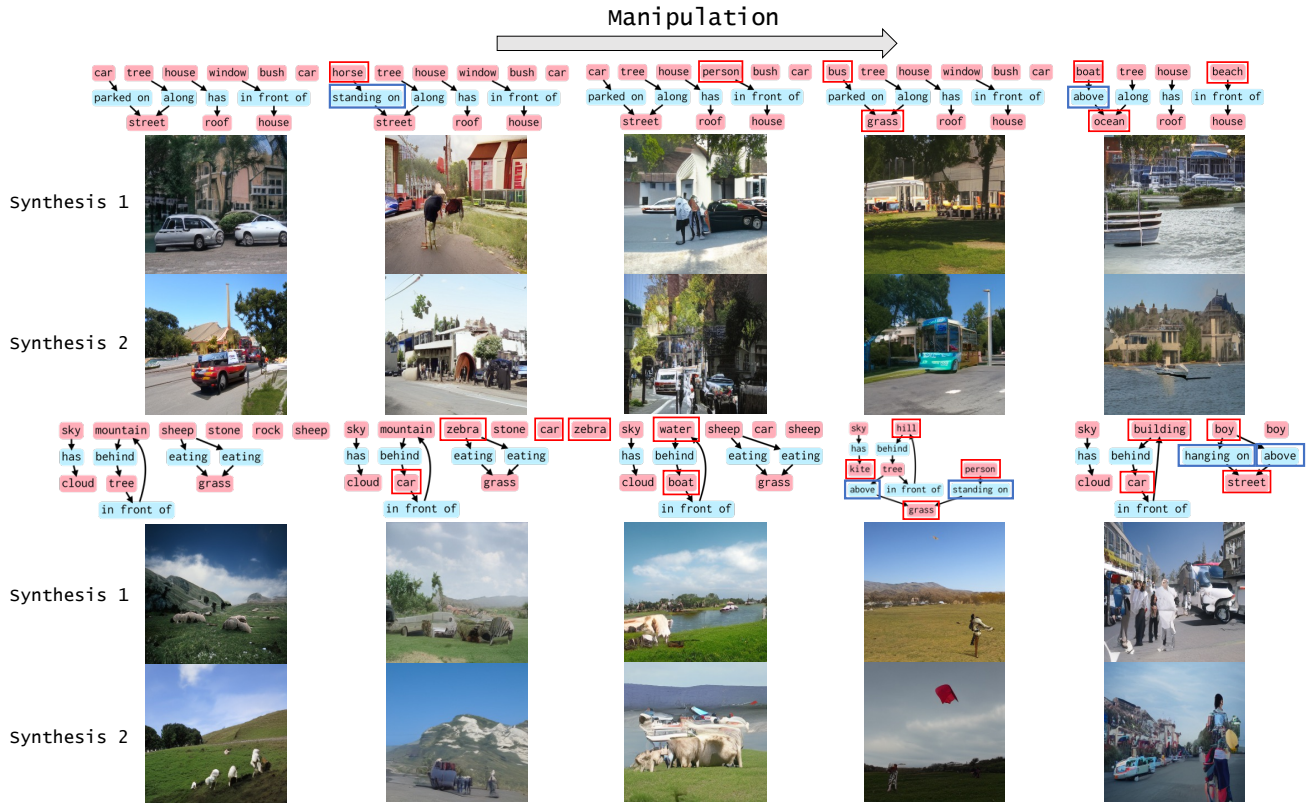 Manipulation
car tree house window bush car
parked on along has in front of
street roof house
horse tree house window bush car
standing on along has in front of
street roof house
car tree house person bush car
parked on along has in front of
street roof house
bus tree house window bush car
parked on along has in front of
grass roof house
boat tree house beach
above along has in front of
ocean roof house
Synthesis 1
Synthesis 2
sky mountain sheep stone rock sheep
has behind eating eating
cloud tree grass
in front of
sky mountain zebra stone car zebra
has behind eating eating
cloud car grass
in front of
sky water sheep car sheep
has behind eating eating
cloud boat grass
in front of
sky hill
has behind
kite tree person
above in front of standing on
grass
sky building boy boy
has behind hanging on above
cloud car street
in front of
Synthesis 1
Synthesis 2